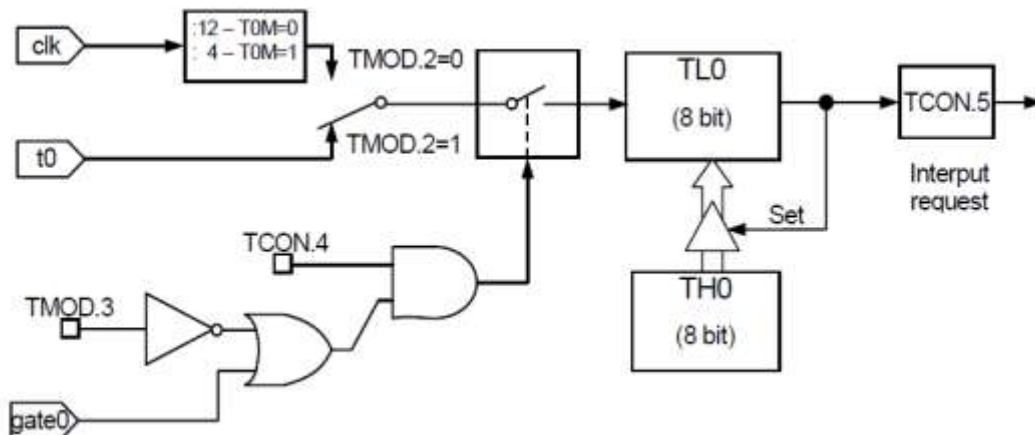 clk
:12 – T0M=0
: 4 – T0M=1
TMOD.2=0
t0
TMOD.2=1
TL0
(8 bit)
TCON.5
Interput
request
Set
TCON.4
TMOD.3
TH0
(8 bit)
gate0